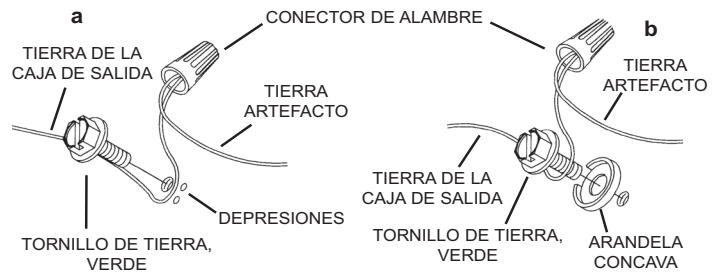 a
CONECTOR DE ALAMBRE
b
TIERRA DE LA
CAJA DE SALIDA
TIERRA
ARTEFACTO
TIERRA
ARTEFACTO
DEPRESIONES
TORNILLO DE TIERRA,
VERDE
TIERRA DE LA
CAJA DE SALIDA
TORNILLO DE TIERRA,
VERDE
ARANDELA
CONCAVA